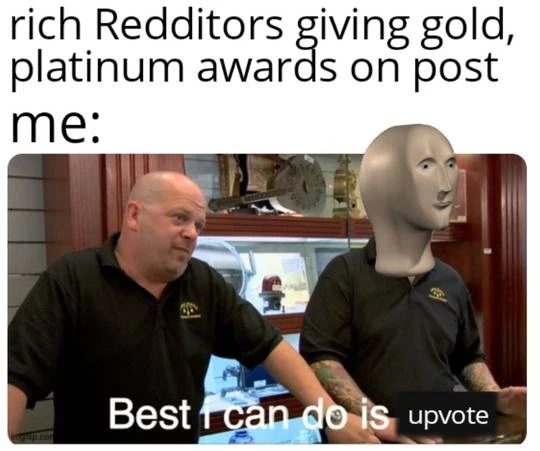 rich Redditors giving gold,
platinum awards on post
me:
Best i can do is upvote